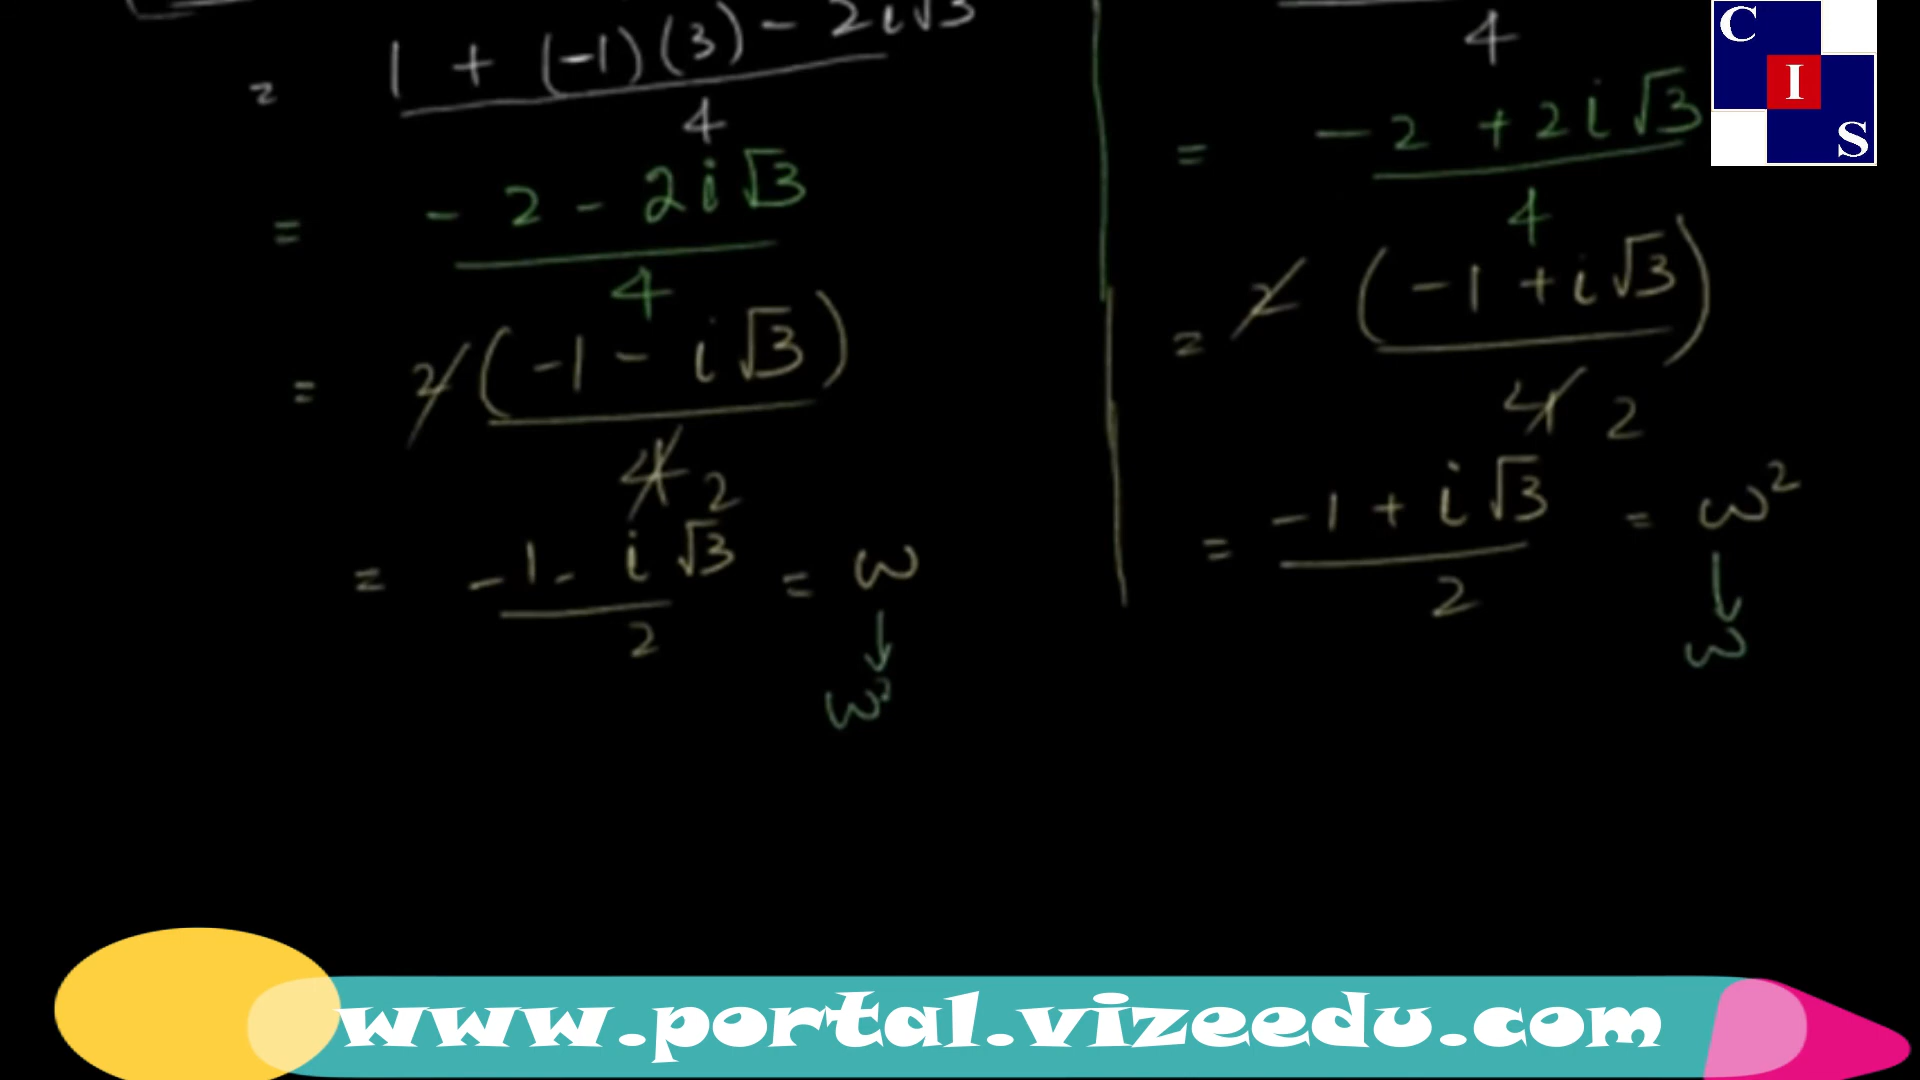 = 1 + (-1)(3) - 2i√3
4
= -2 - 2i√3
4
= 2(-1 - i√3)
4 2
= -1 - i√3 = ω
2
↓
ω²
4
= -2 + 2i√3
4
= 2(-1 + i√3)
4 2
= -1 + i√3 = ω²
2
↓
ω
C
I
S
www.portal.vizeedu.com